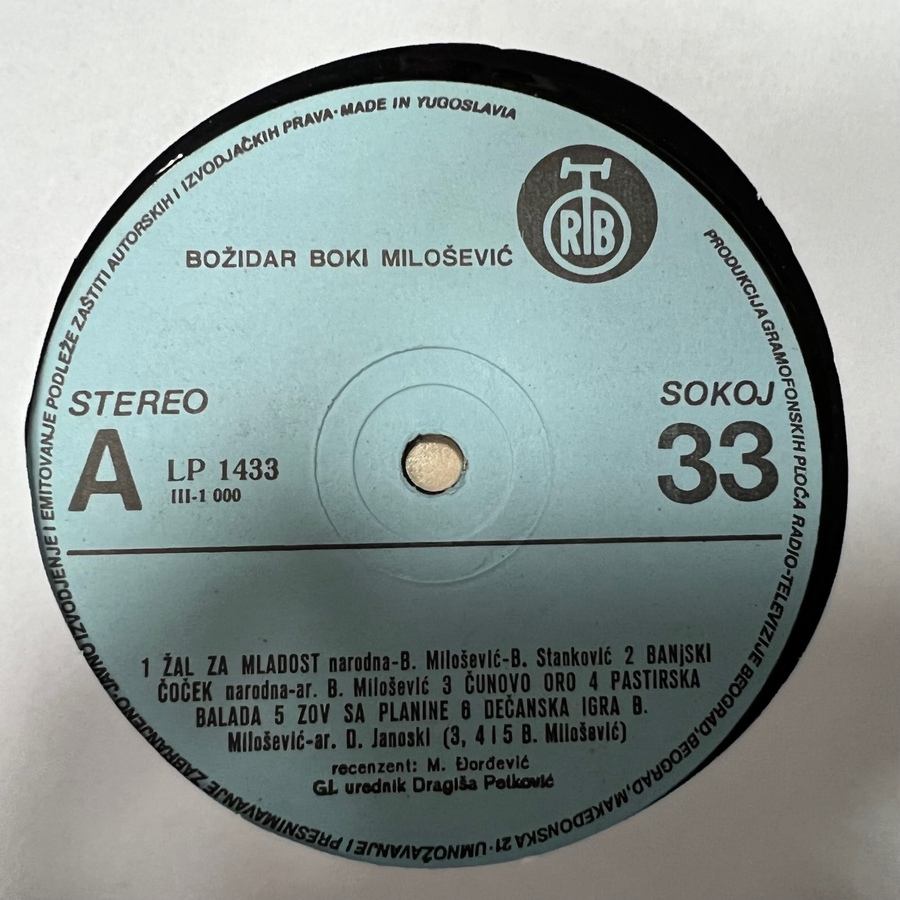 PRODUKCIJA GRAMOFONSKIH PLOČA RADIO-TELEVIZIJE BEOGRAD, BEOGRAD, MAKEDONSKA 21 · UMNOŽAVANJE I PRESNIMAVANJE ZABRANJENO · JAVNO IZVODJENJE I EMITOVANJE PODLEŽE ZAŠTITI AUTORSKIH I IZVODJAČKIH PRAVA · MADE IN YUGOSLAVIA
RTB
BOŽIDAR BOKI MILOŠEVIĆ
STEREO
SOKOJ
A
LP 1433
33
III-1 000
1 ŽAL ZA MLADOST narodna-B. Milošević-B. Stanković 2 BANjSKI
ČOČEK narodna-ar. B. Milošević 3 ČUNOVO ORO 4 PASTIRSKA
BALADA 5 ZOV SA PLANINE 6 DEČANSKA IGRA B.
Milošević-ar. D. Janoski (3, 4 i 5 B. Milošević)
recenzent: M. Đorđević
Gl. urednik Dragiša Petković